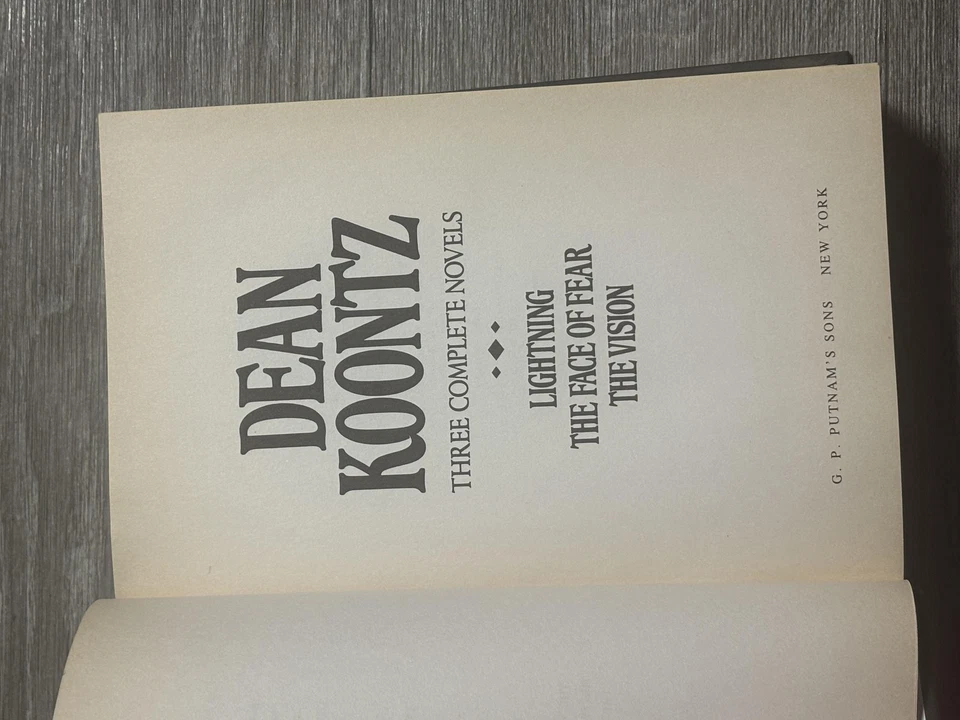 DEAN
KOONTZ
THREE COMPLETE NOVELS
LIGHTNING
THE FACE OF FEAR
THE VISION
G. P. PUTNAM'S SONS NEW YORK